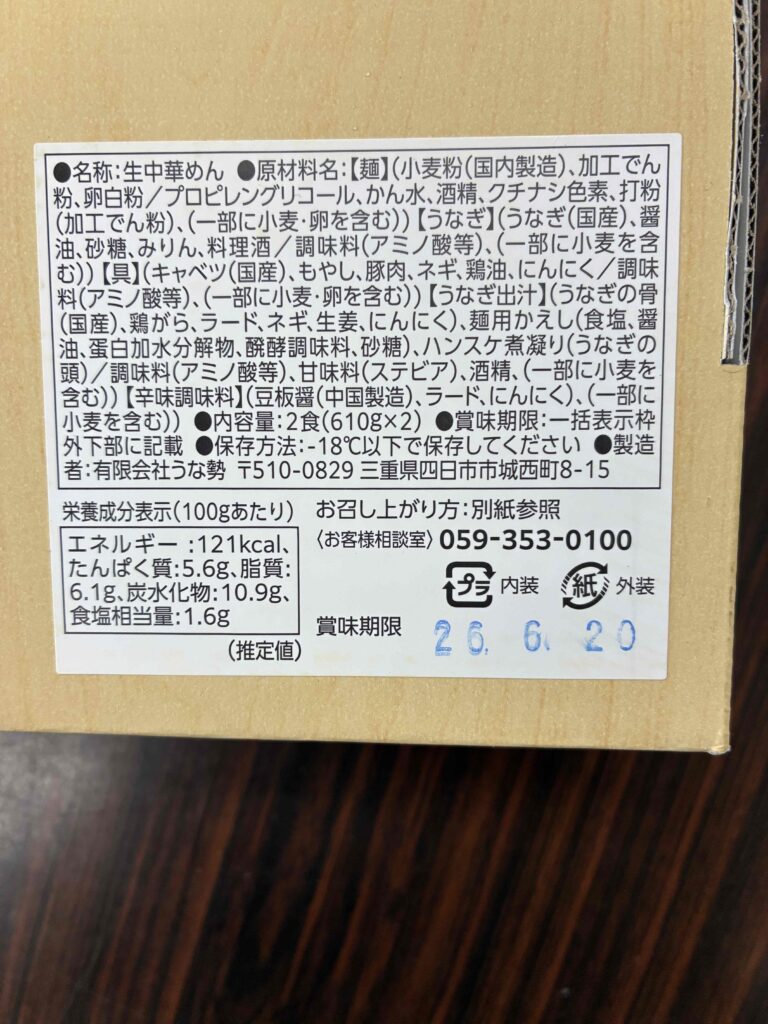 ●名称:生中華めん ●原材料名:【麺】(小麦粉(国内製造)、加工でん
粉、卵白粉/プロピレングリコール、かん水、酒精、クチナシ色素、打粉
(加工でん粉)、(一部に小麦・卵を含む))【うなぎ】(うなぎ(国産)、醤
油、砂糖、みりん、料理酒/調味料(アミノ酸等)、(一部に小麦を含
む))【具】(キャベツ(国産)、もやし、豚肉、ネギ、鶏油、にんにく/調味
料(アミノ酸等)、(一部に小麦・卵を含む))【うなぎ出汁】(うなぎの骨
(国産)、鶏がら、ラード、ネギ、生姜、にんにく)、麺用かえし(食塩、醤
油、蛋白加水分解物、醗酵調味料、砂糖)、ハンスケ煮凝り(うなぎの
頭)/調味料(アミノ酸等)、甘味料(ステビア)、酒精、(一部に小麦を
含む))【辛味調味料】(豆板醤(中国製造)、ラード、にんにく)、(一部に
小麦を含む)) ●内容量:2食(610g×2) ●賞味期限:一括表示枠
外下部に記載 ●保存方法:-18℃以下で保存してください ●製造
者:有限会社うな勢 〒510-0829 三重県四日市市城西町8-15
栄養成分表示(100gあたり)
エネルギー :121kcal、
たんぱく質:5.6g、脂質:
6.1g、炭水化物:10.9g、
食塩相当量:1.6g
(推定値)
お召し上がり方:別紙参照
〈お客様相談室〉059-353-0100
プラ 内装 紙 外装
賞味期限 26. 6. 20